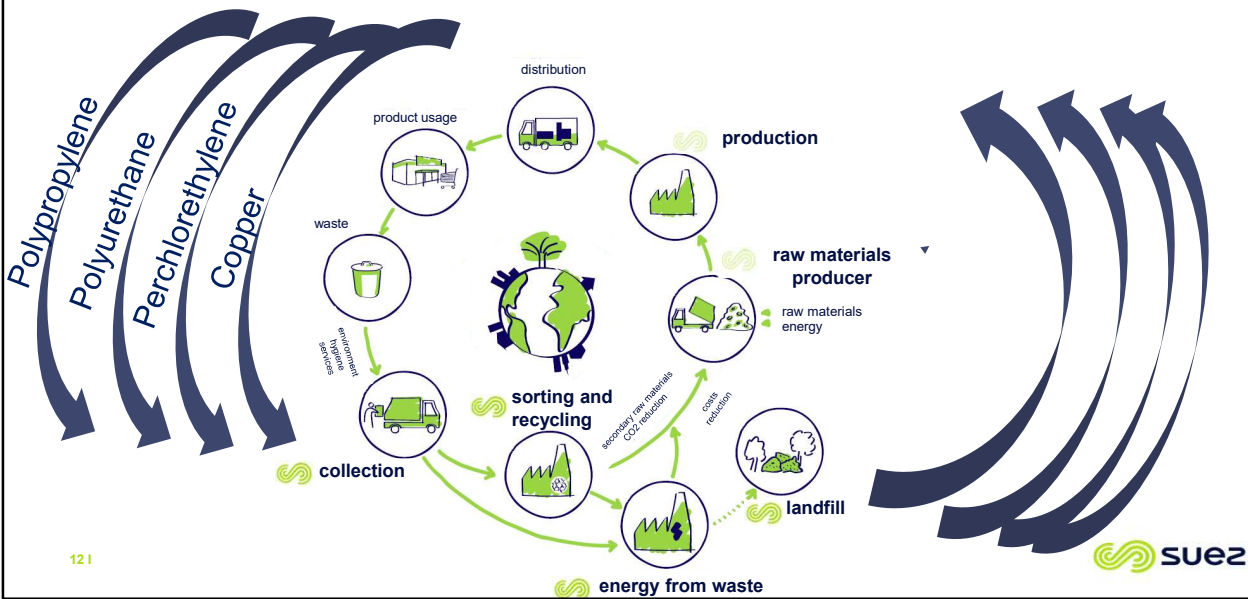 Polypropylene
Polyurethane
Perchlorethylene
Copper
distribution
product usage
production
waste
raw materials
producer
raw materials
energy
environment
hygiene
services
sorting and
recycling
secondary raw materials
CO2 reduction
costs
reduction
collection
landfill
energy from waste
12 I
suez